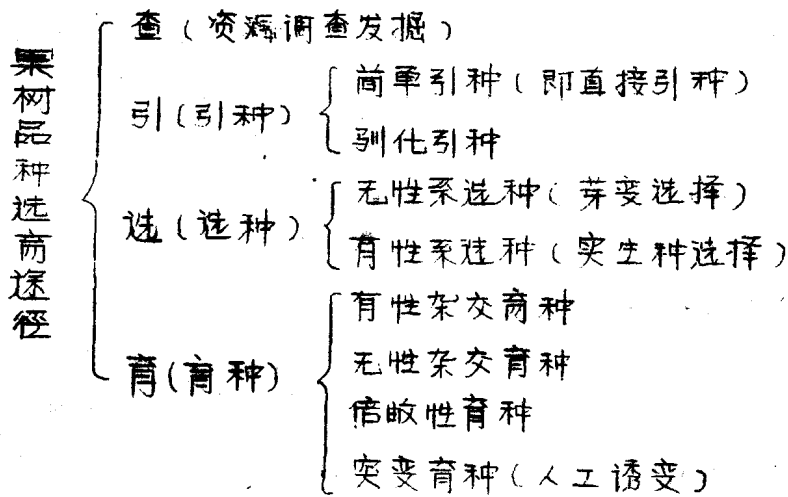 果树品种选育途径
查（资源调查发掘）
引（引种）
简单引种（即直接引种）
驯化引种
选（选种）
无性系选种（芽变选择）
有性系选种（实生种选择）
育（育种）
有性杂交育种
无性杂交育种
倍数性育种
突变育种（人工诱变）